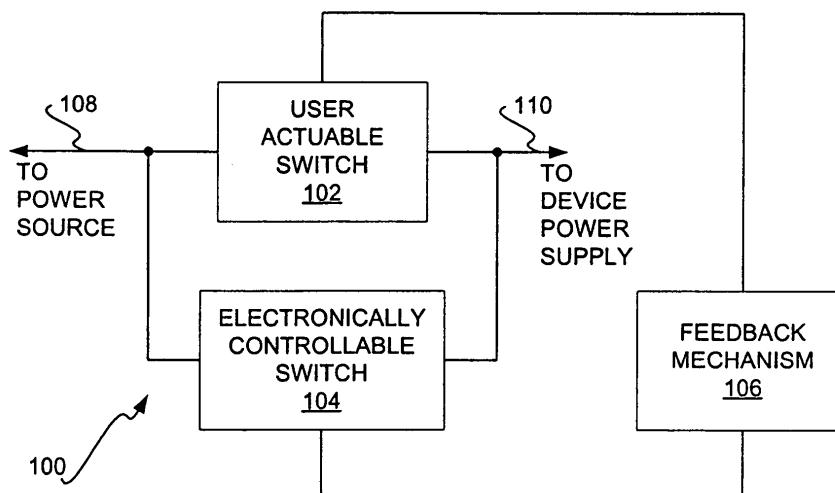 108
TO
POWER
SOURCE
USER
ACTUABLE
SWITCH
102
110
TO
DEVICE
POWER
SUPPLY
ELECTRONICALLY
CONTROLLABLE
SWITCH
104
FEEDBACK
MECHANISM
106
100